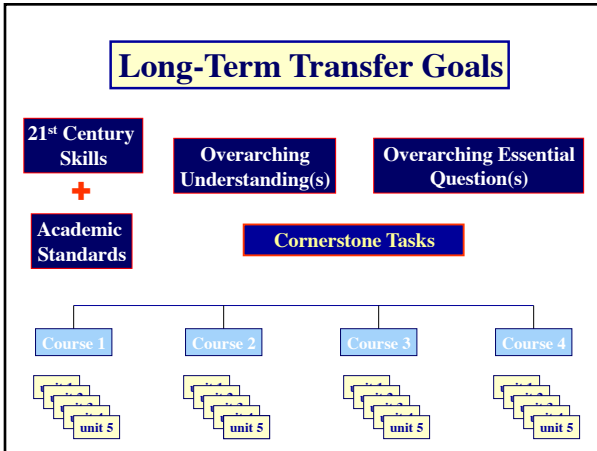 Long-Term Transfer Goals
21st Century
Skills
+
Academic
Standards
Overarching
Understanding(s)
Overarching Essential
Question(s)
Cornerstone Tasks
Course 1
Course 2
Course 3
Course 4
unit 5
unit 5
unit 5
unit 5